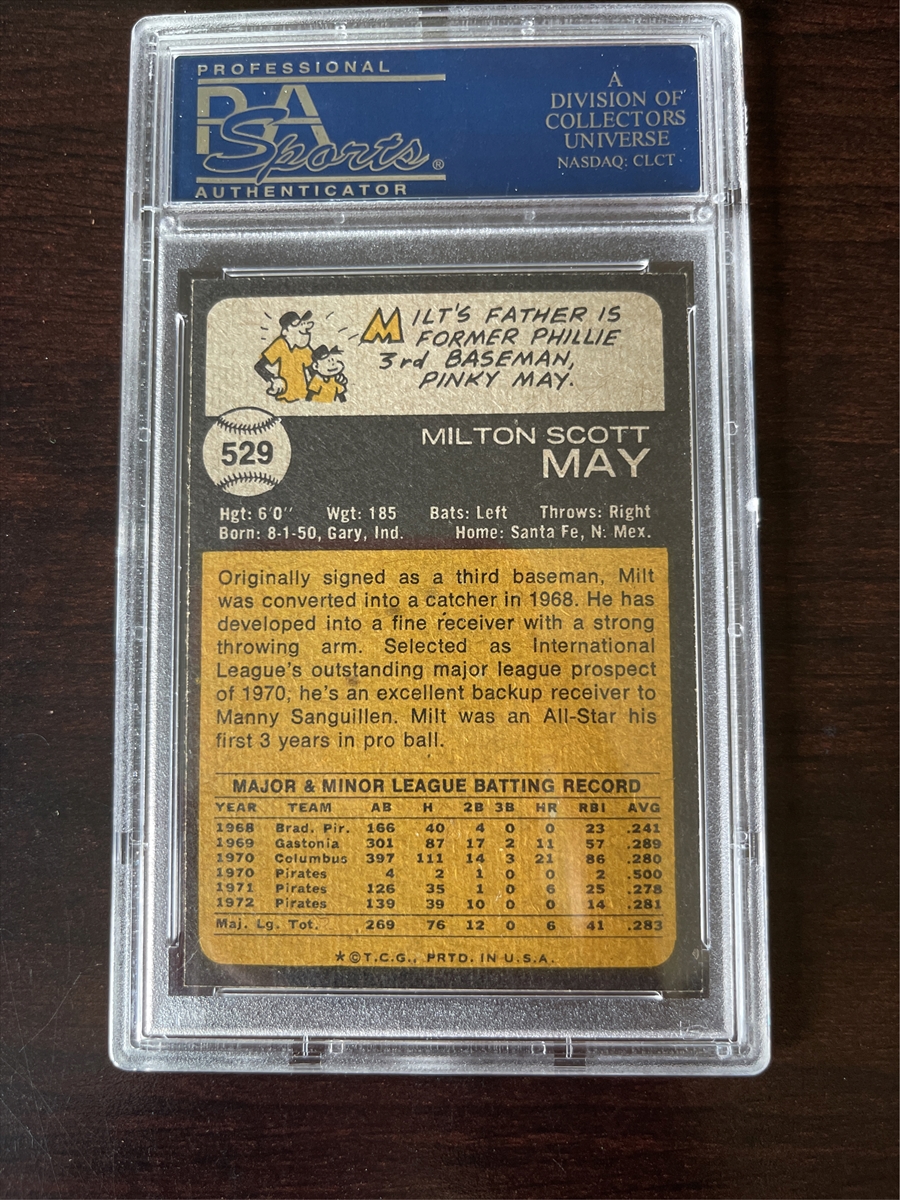 PROFESSIONAL
PSA
Sports®
AUTHENTICATOR
A
DIVISION OF
COLLECTORS
UNIVERSE
NASDAQ: CLCT
MILT'S FATHER IS
FORMER PHILLIE
3rd BASEMAN,
PINKY MAY.
529
MILTON SCOTT
MAY
Hgt: 6'0" Wgt: 185 Bats: Left Throws: Right
Born: 8-1-50, Gary, Ind. Home: Santa Fe, N. Mex.
Originally signed as a third baseman, Milt
was converted into a catcher in 1968. He has
developed into a fine receiver with a strong
throwing arm. Selected as International
League's outstanding major league prospect
of 1970, he's an excellent backup receiver to
Manny Sanguillen. Milt was an All-Star his
first 3 years in pro ball.
MAJOR & MINOR LEAGUE BATTING RECORD
YEAR TEAM AB H 2B 3B HR RBI AVG
1968 Brad. Pir. 166 40 4 0 0 23 .241
1969 Gastonia 301 87 17 2 11 57 .289
1970 Columbus 397 111 14 3 21 86 .280
1970 Pirates 4 2 1 0 0 2 .500
1971 Pirates 126 35 1 0 6 25 .278
1972 Pirates 139 39 10 0 0 14 .281
Maj. Lg. Tot. 269 76 12 0 6 41 .283
★©T.C.G., PRTD. IN U.S.A.